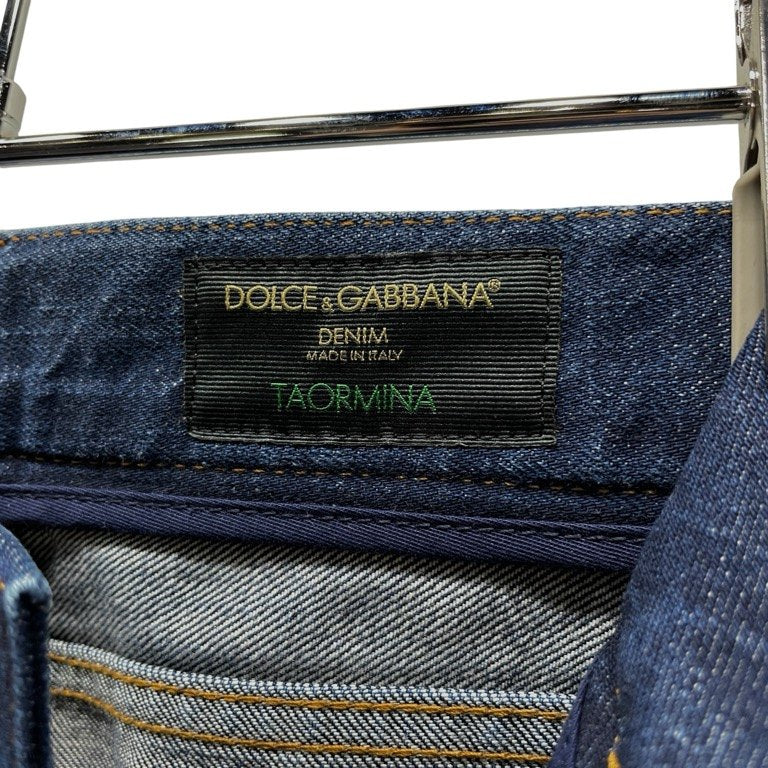 DOLCE & GABBANA®
DENIM
MADE IN ITALY
TAORMINA